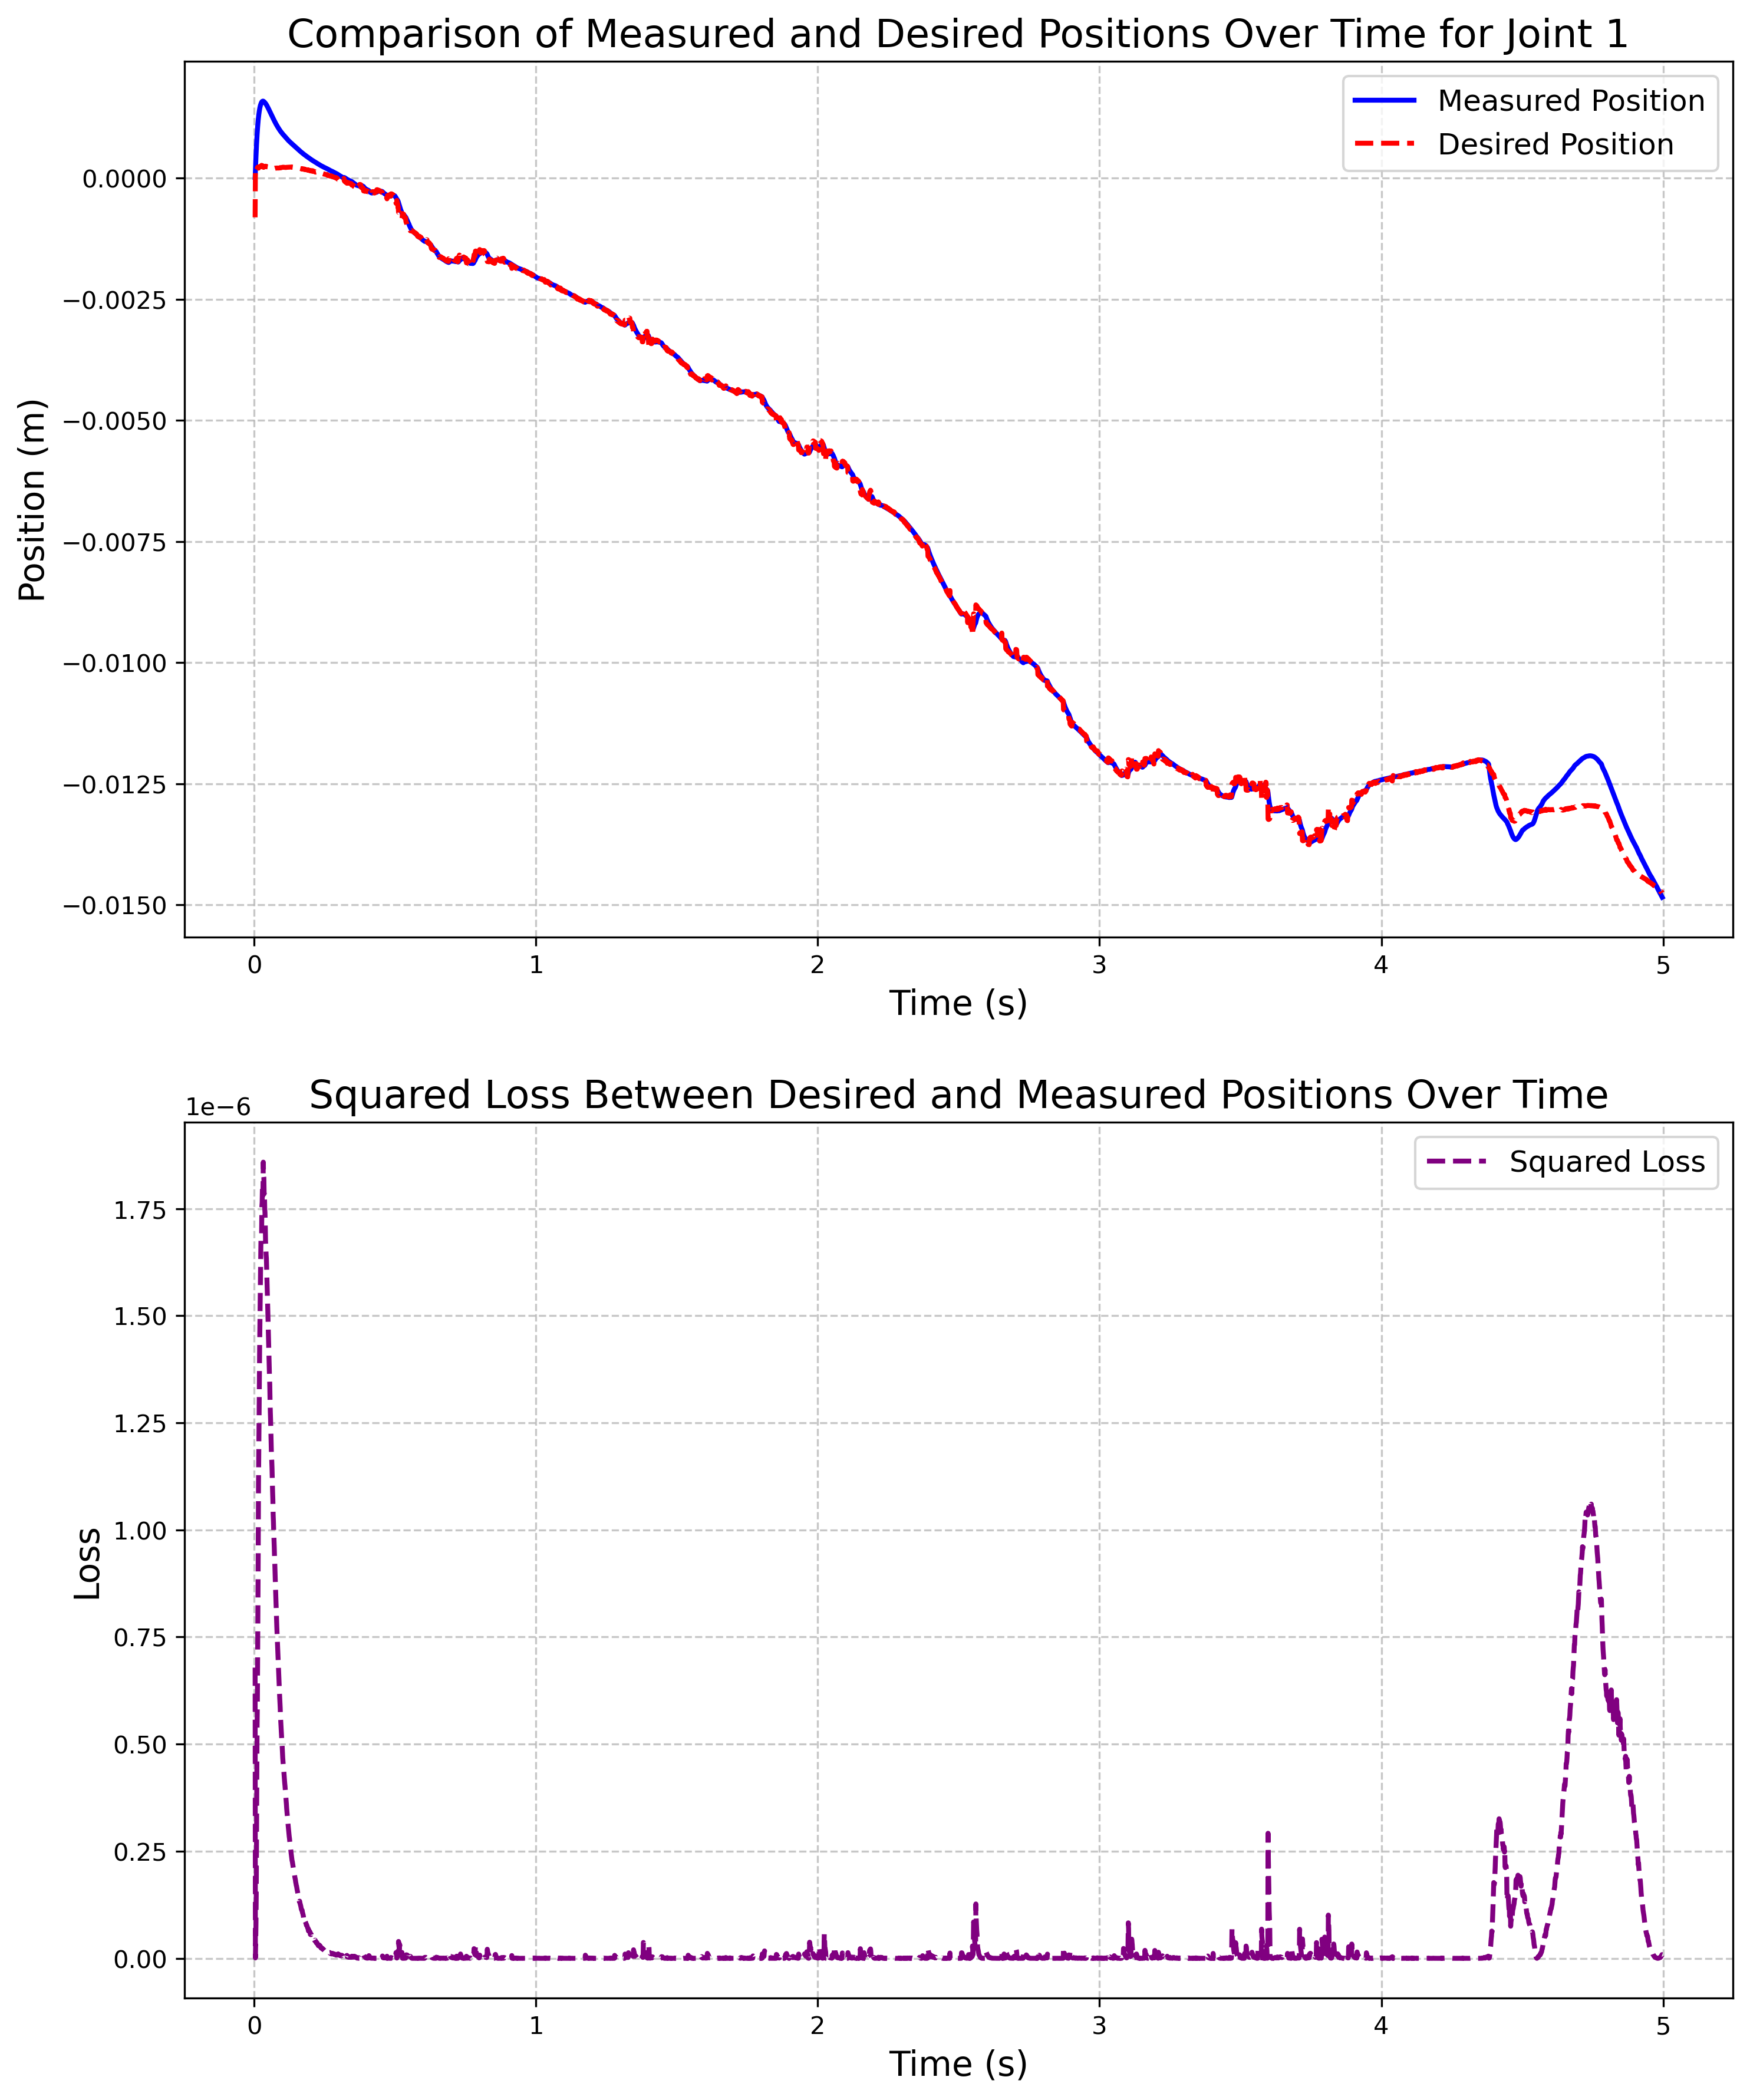 Comparison of Measured and Desired Positions Over Time for Joint 1
Measured Position
Desired Position
0.0000
−0.0025
−0.0050
−0.0075
−0.0100
−0.0125
−0.0150
Position (m)
0 1 2 3 4 5
Time (s)
Squared Loss Between Desired and Measured Positions Over Time
1e−6
Squared Loss
1.75
1.50
1.25
1.00
0.75
0.50
0.25
0.00
Loss
0 1 2 3 4 5
Time (s)